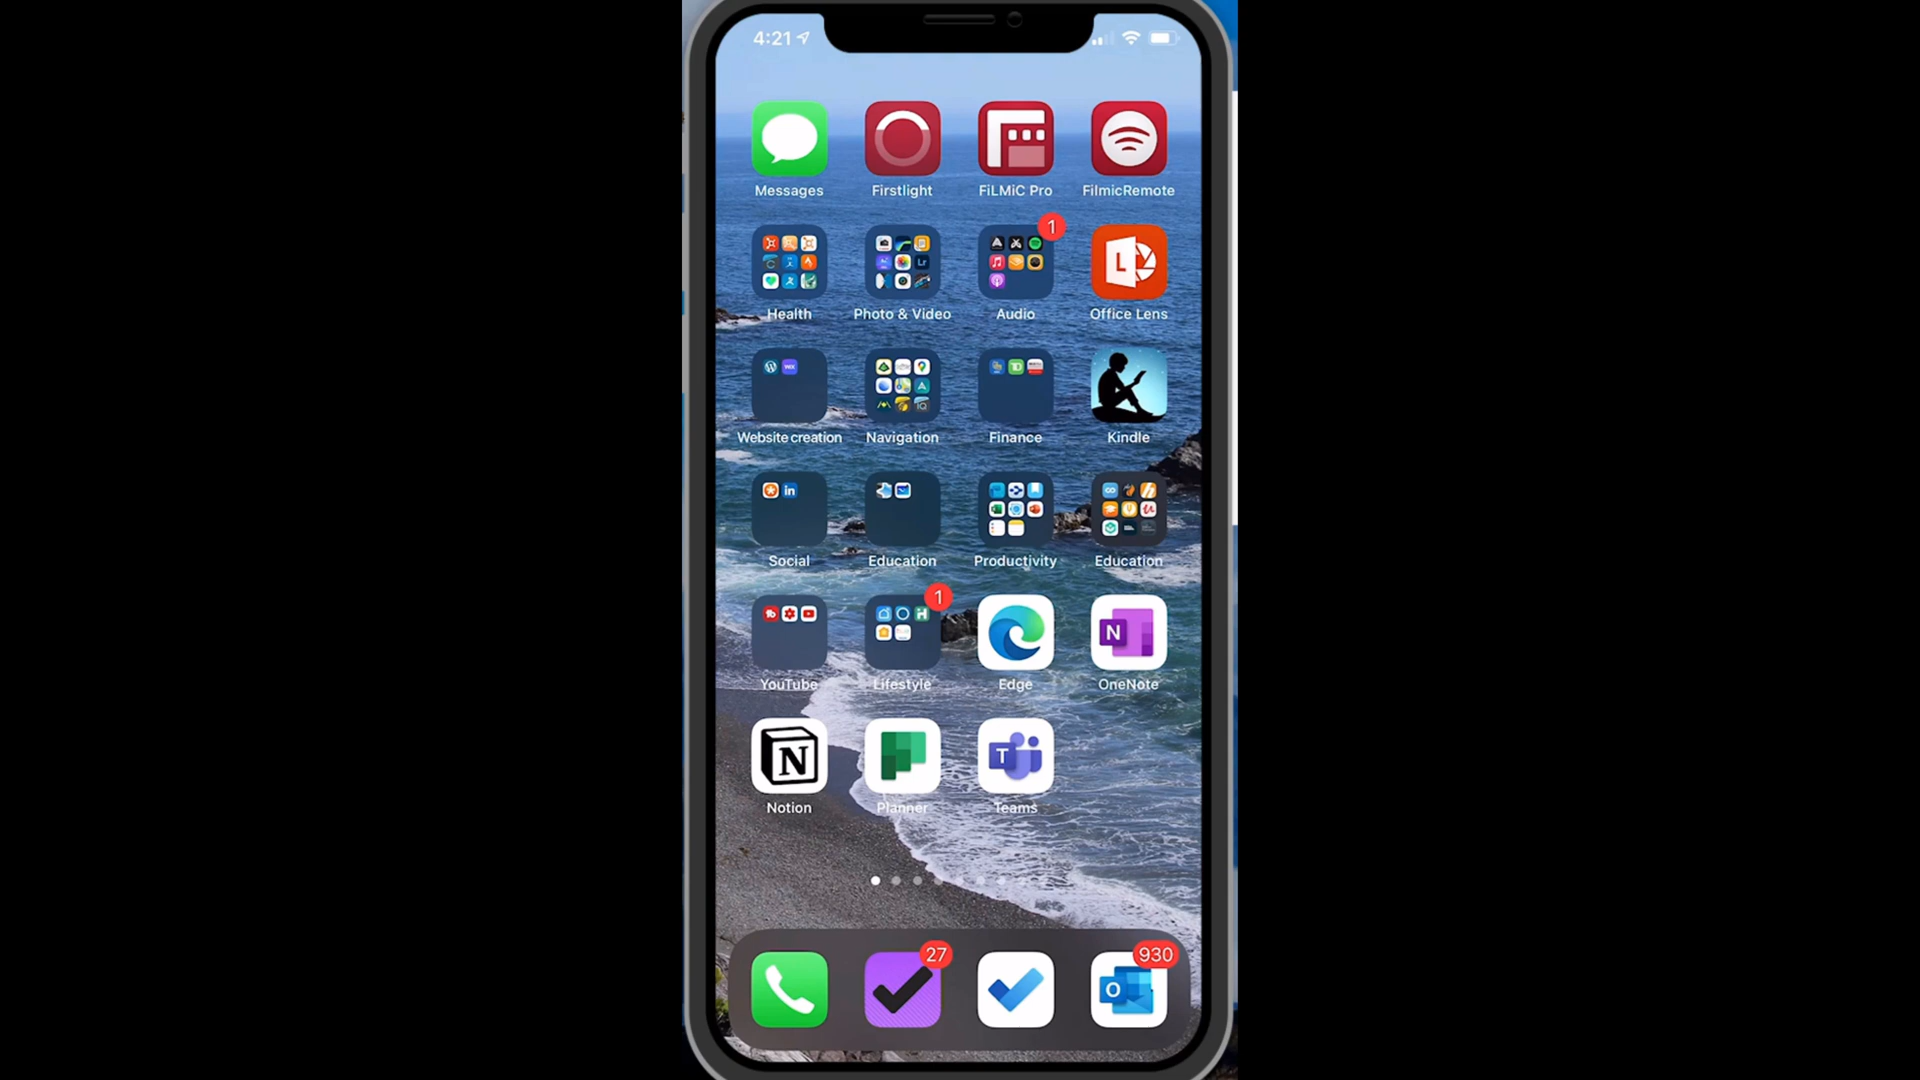 4:21
Messages Firstlight FiLMiC Pro FilmicRemote
1
L
Health Photo & Video Audio Office Lens
Website creation Navigation Finance Kindle
in
Social Education Productivity Education
1
N
YouTube Lifestyle Edge OneNote
N T
Notion Planner Teams
27 930
O